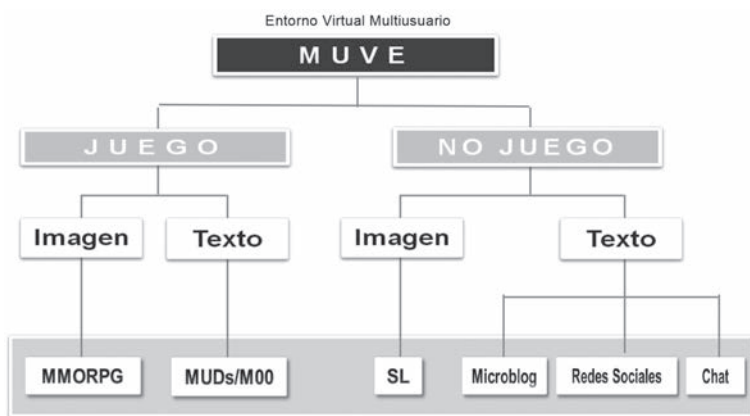 Entorno Virtual Multiusuario
MUVE
JUEGO
NO JUEGO
Imagen
Texto
Imagen
Texto
MMORPG
MUDs/M00
SL
Microblog
Redes Sociales
Chat